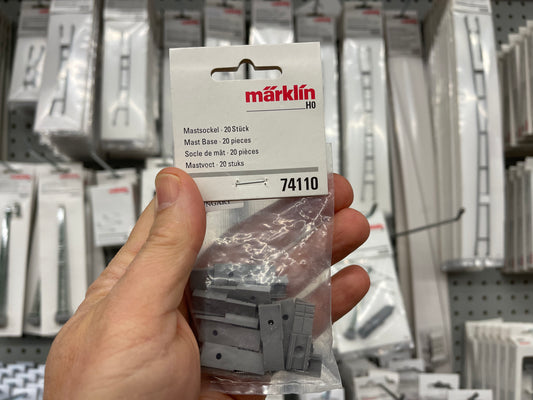 märklin
H0
Mastsockel · 20 Stück
Mast Base · 20 pieces
Socle de mât · 20 pièces
Mastvoet · 20 stuks
74110